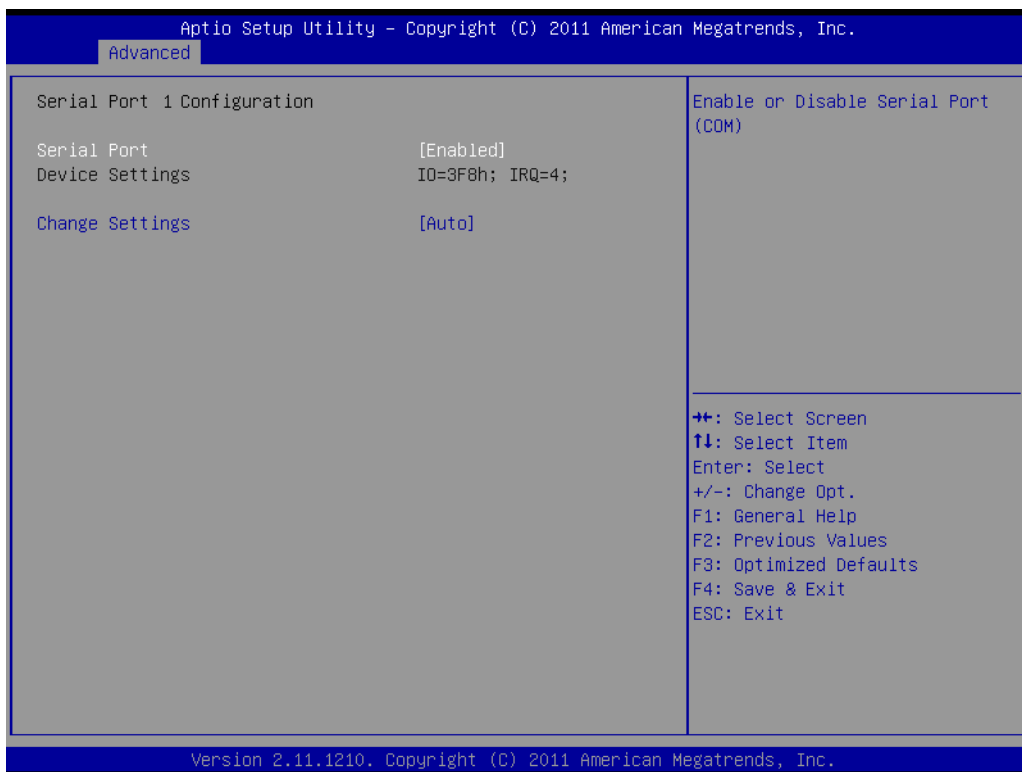 Aptio Setup Utility – Copyright (C) 2011 American Megatrends, Inc.
Advanced
Serial Port 1 Configuration
Serial Port [Enabled]
Device Settings IO=3F8h; IRQ=4;
Change Settings [Auto]
Enable or Disable Serial Port
(COM)
→←: Select Screen
↑↓: Select Item
Enter: Select
+/-: Change Opt.
F1: General Help
F2: Previous Values
F3: Optimized Defaults
F4: Save & Exit
ESC: Exit
Version 2.11.1210. Copyright (C) 2011 American Megatrends, Inc.